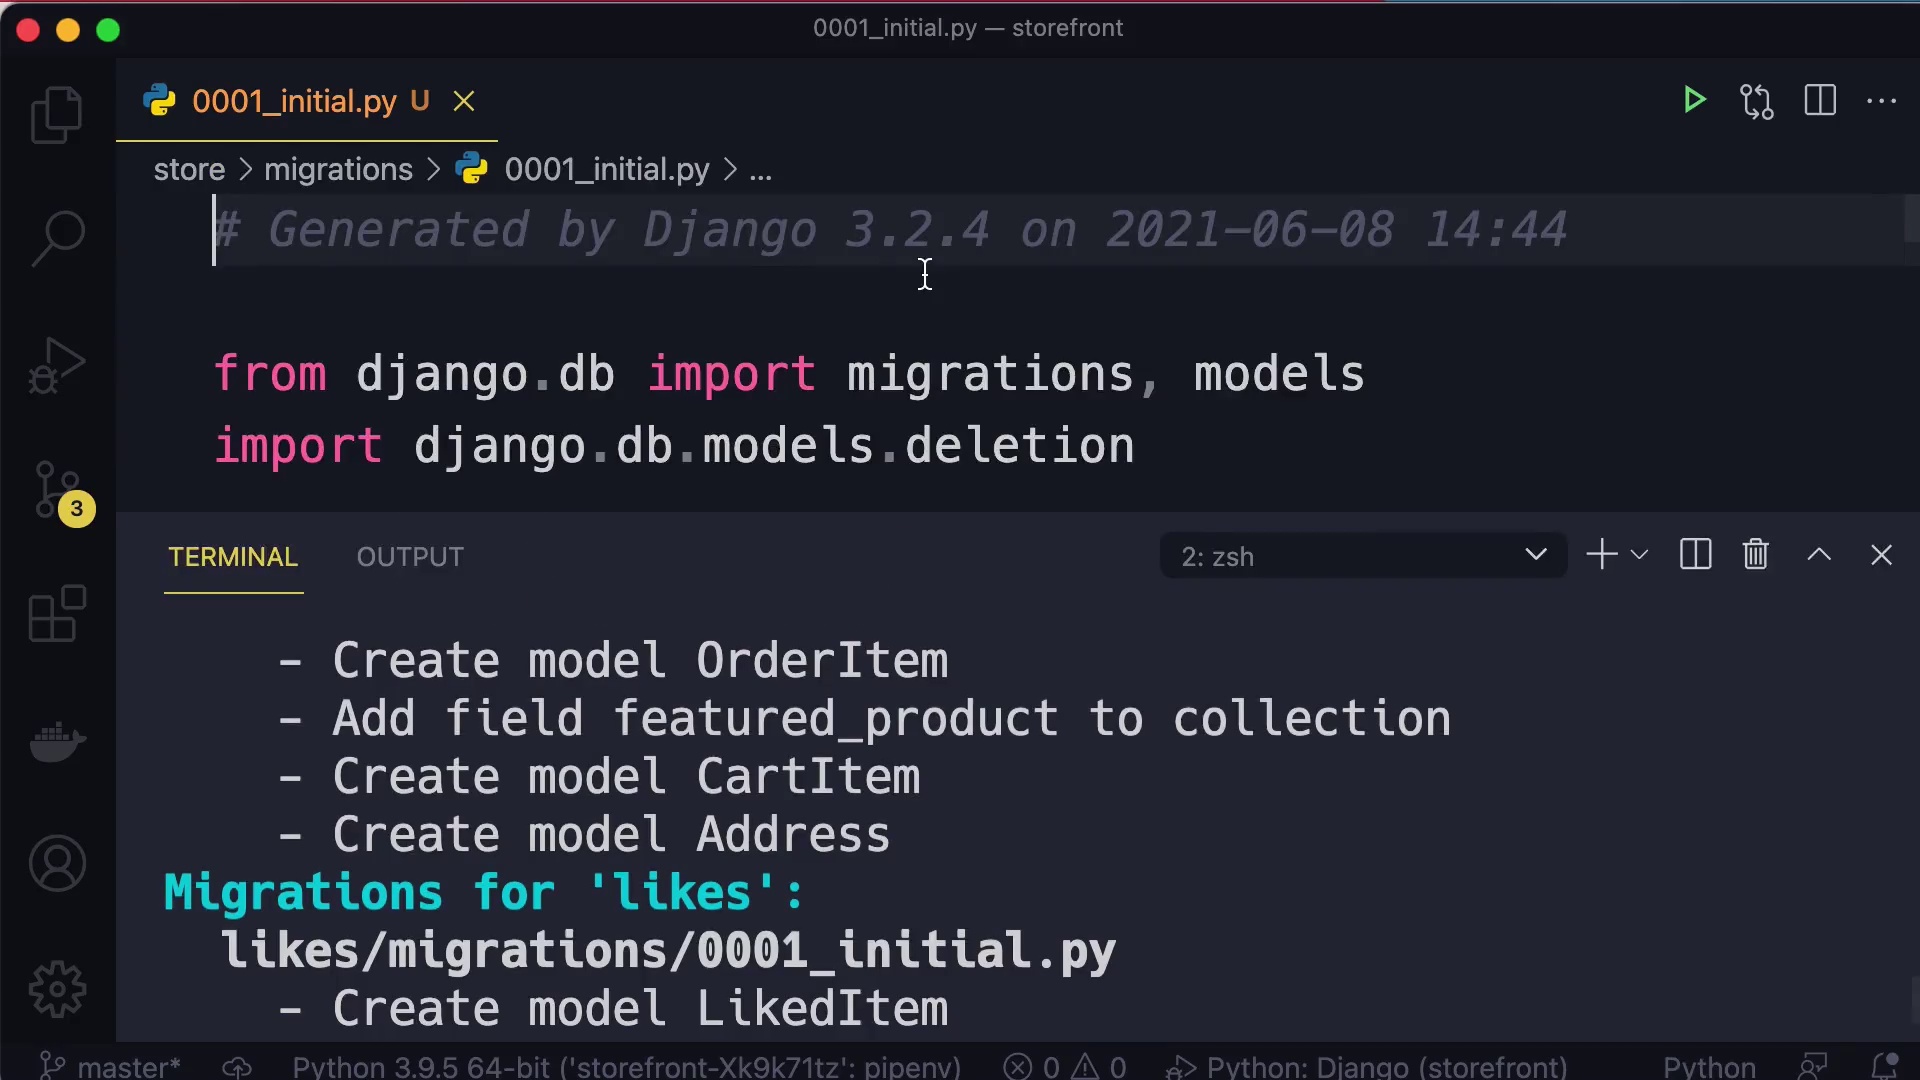 0001_initial.py — storefront
0001_initial.py U
store > migrations > 0001_initial.py > ...
# Generated by Django 3.2.4 on 2021-06-08 14:44
from django.db import migrations, models
import django.db.models.deletion
3
TERMINAL OUTPUT 2: zsh
- Create model OrderItem
- Add field featured_product to collection
- Create model CartItem
- Create model Address
Migrations for 'likes':
likes/migrations/0001_initial.py
- Create model LikedItem
master* Python 3.9.5 64-bit ('storefront-Xk9k71tz': pipenv) 0 0 Python: Django (storefront) Python